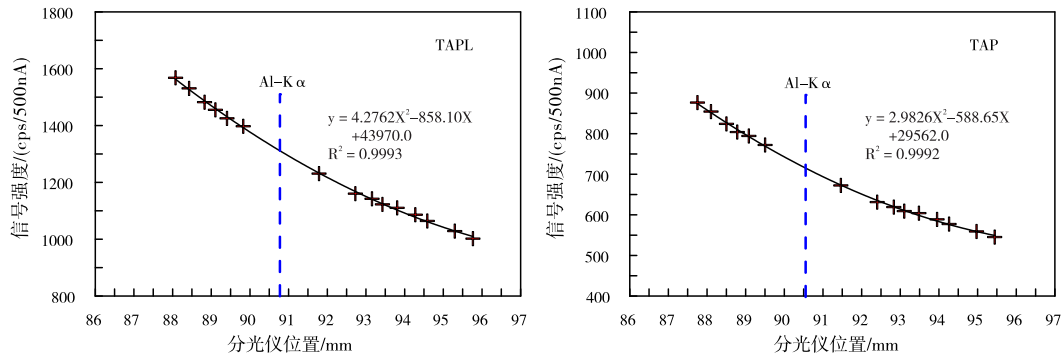 1800
1600
1400
1200
1000
800
信号强度/(cps/500nA)
TAPL
Al–Kα
y = 4.2762X²–858.10X
+43970.0
R² = 0.9993
86 87 88 89 90 91 92 93 94 95 96 97
分光仪位置/mm
1100
1000
900
800
700
600
500
400
信号强度/(cps/500nA)
TAP
Al–Kα
y = 2.9826X²–588.65X
+29562.0
R² = 0.9992
86 87 88 89 90 91 92 93 94 95 96 97
分光仪位置/mm